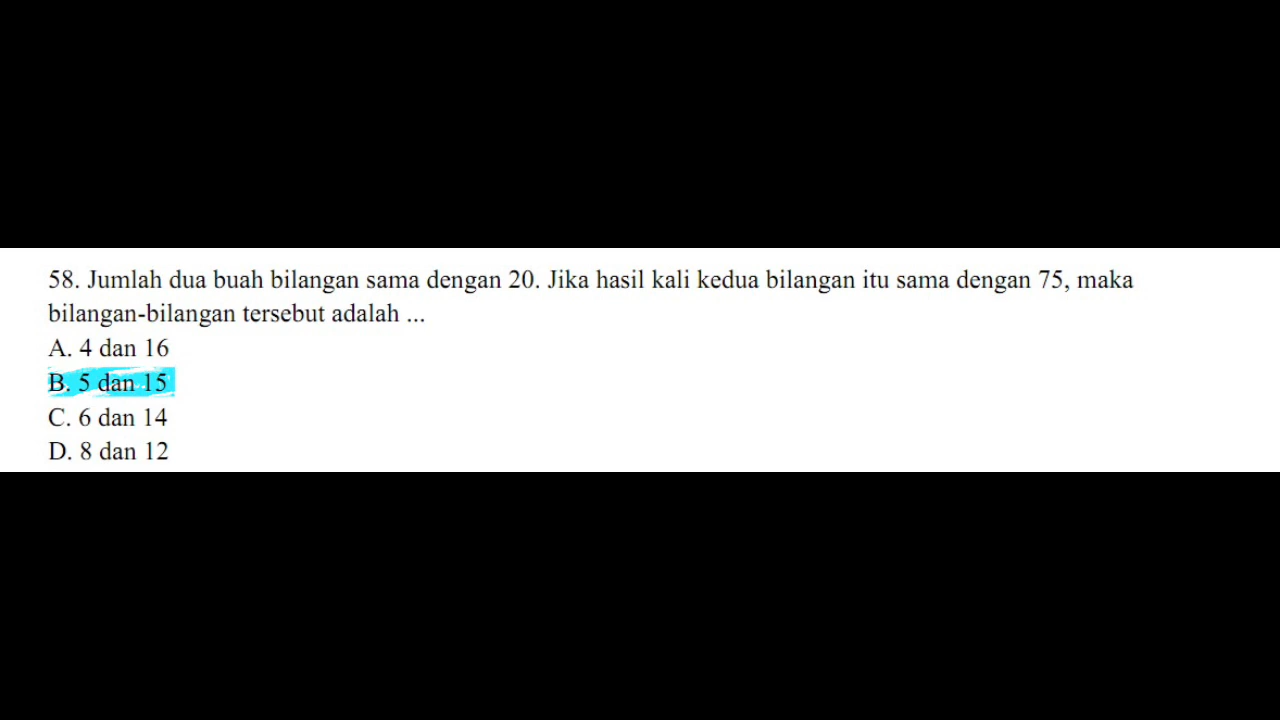 58. Jumlah dua buah bilangan sama dengan 20. Jika hasil kali kedua bilangan itu sama dengan 75, maka
bilangan-bilangan tersebut adalah ...
A. 4 dan 16
B. 5 dan 15
C. 6 dan 14
D. 8 dan 12